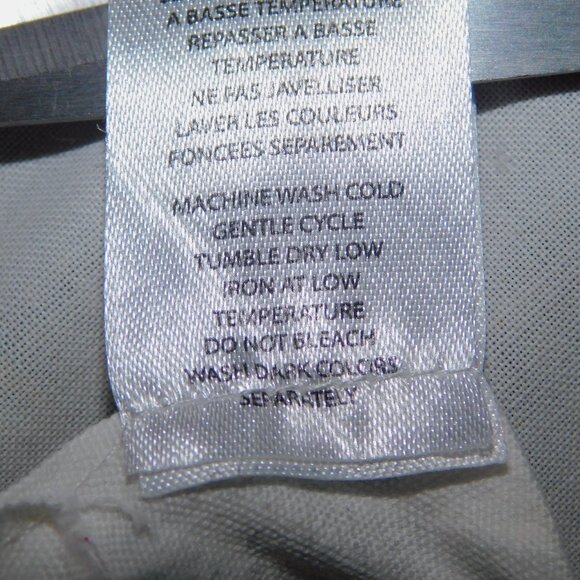 A BASSE TEMPERATURE
REPASSER A BASSE
TEMPERATURE
NE PAS JAVELLISER
LAVER LES COULEURS
FONCEES SEPAREMENT
MACHINE WASH COLD
GENTLE CYCLE
TUMBLE DRY LOW
IRON AT LOW
TEMPERATURE
DO NOT BLEACH
WASH DARK COLORS
SEPARATELY